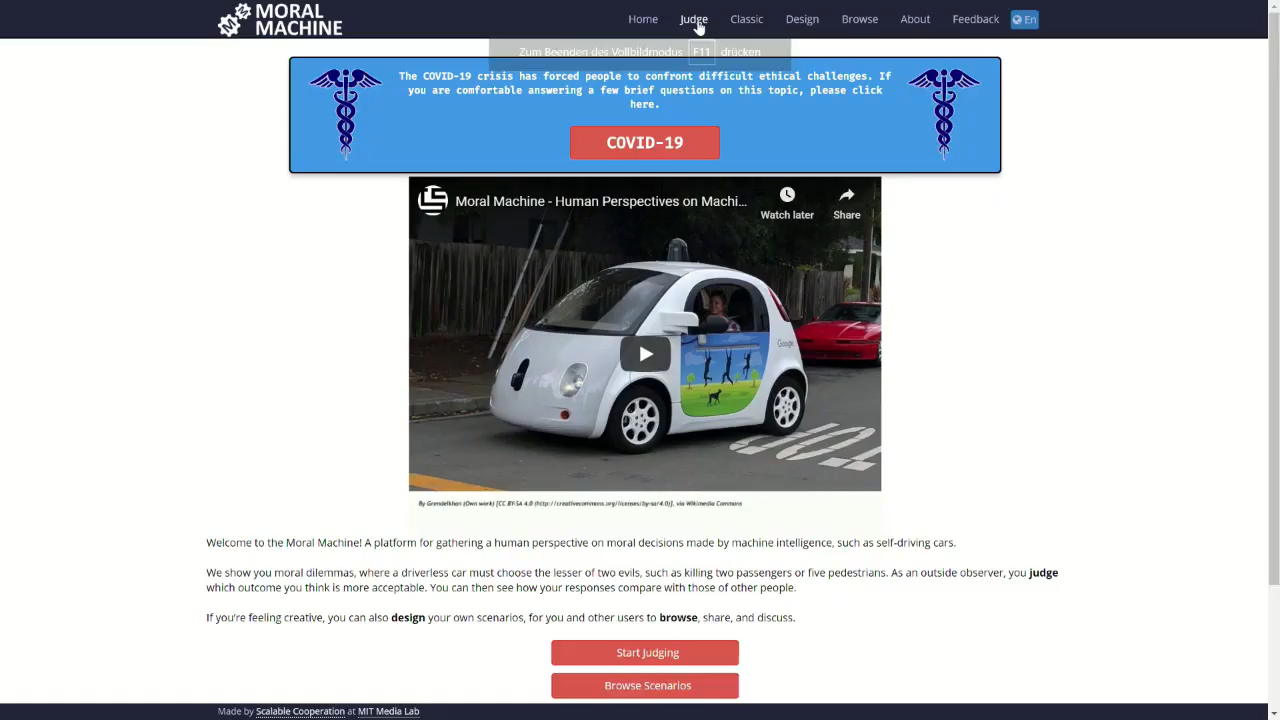 MORAL
MACHINE
Home Judge Classic Design Browse About Feedback En
Zum Beenden des Vollbildmodus F11 drücken
The COVID-19 crisis has forced people to confront difficult ethical challenges. If
you are comfortable answering a few brief questions on this topic, please click
here.
COVID-19
Moral Machine - Human Perspectives on Machi...
Watch later
Share
Google
By Grendelkhan (Own work) [CC BY-SA 4.0 (http://creativecommons.org/licenses/by-sa/4.0)], via Wikimedia Commons
Welcome to the Moral Machine! A platform for gathering a human perspective on moral decisions made by machine intelligence, such as self-driving cars.
We show you moral dilemmas, where a driverless car must choose the lesser of two evils, such as killing two passengers or five pedestrians. As an outside observer, you judge
which outcome you think is more acceptable. You can then see how your responses compare with those of other people.
If you're feeling creative, you can also design your own scenarios, for you and other users to browse, share, and discuss.
Start Judging
Browse Scenarios
Made by Scalable Cooperation at MIT Media Lab